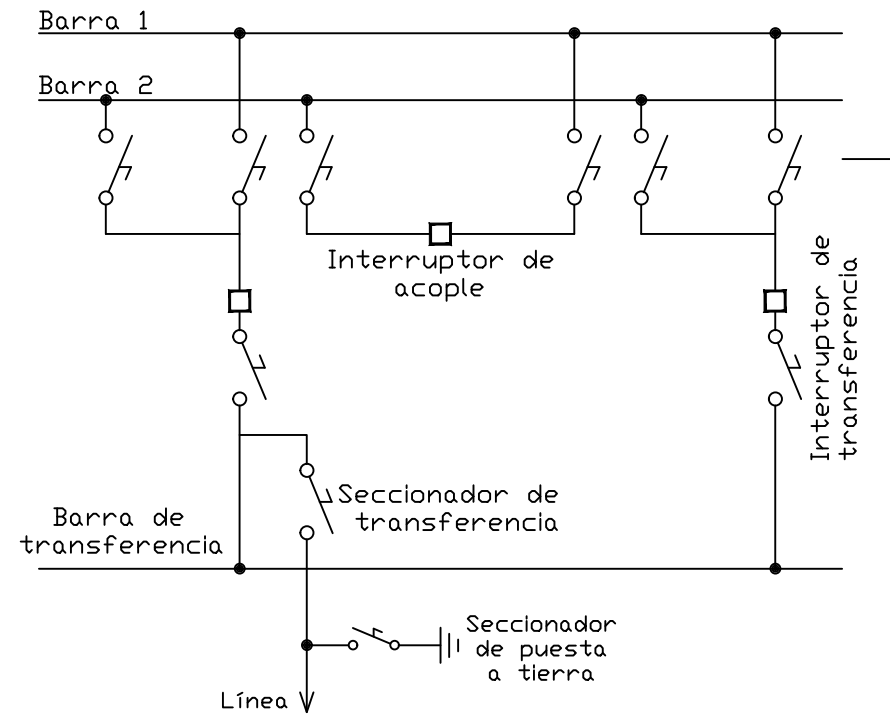 Barra 1
Barra 2
Interruptor de
acople
Interruptor de
transferencia
Seccionador de
transferencia
Barra de
transferencia
Seccionador
de puesta
a tierra
Línea